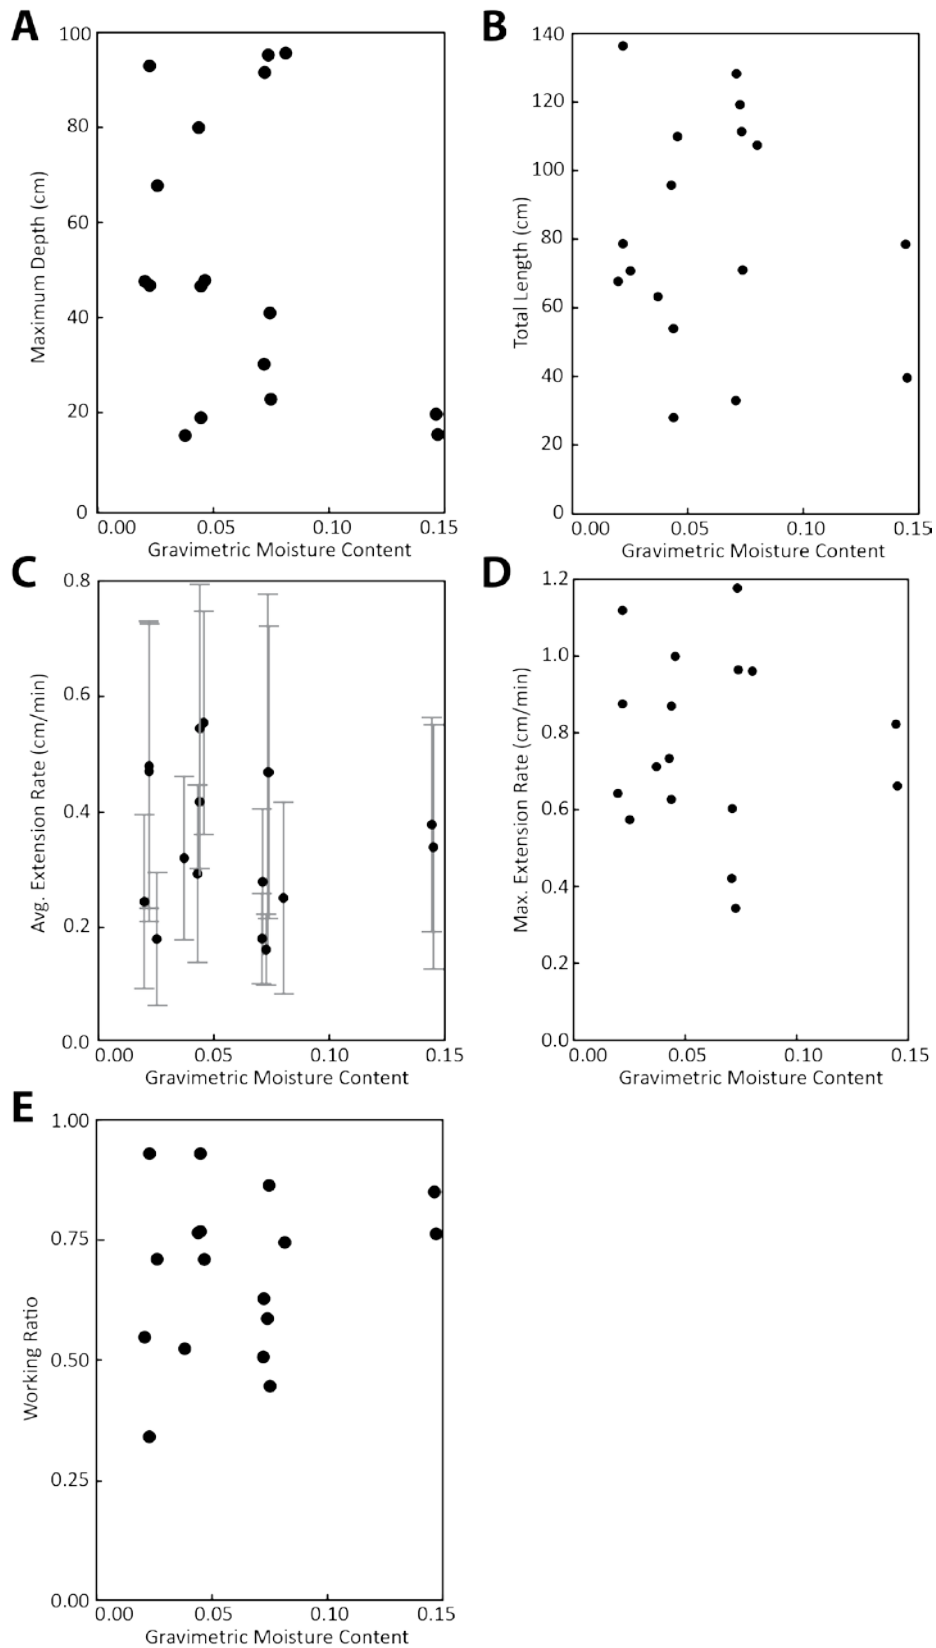 A
100
80
60
40
20
0
Maximum Depth (cm)
0.00 0.05 0.10 0.15
Gravimetric Moisture Content
B
140
120
100
80
60
40
20
0
Total Length (cm)
0.00 0.05 0.10 0.15
Gravimetric Moisture Content
C
0.8
0.6
0.4
0.2
0.0
Avg. Extension Rate (cm/min)
0.00 0.05 0.10 0.15
Gravimetric Moisture Content
D
1.2
1.0
0.8
0.6
0.4
0.2
0.0
Max. Extension Rate (cm/min)
0.00 0.05 0.10 0.15
Gravimetric Moisture Content
E
1.00
0.75
0.50
0.25
0.00
Working Ratio
0.00 0.05 0.10 0.15
Gravimetric Moisture Content